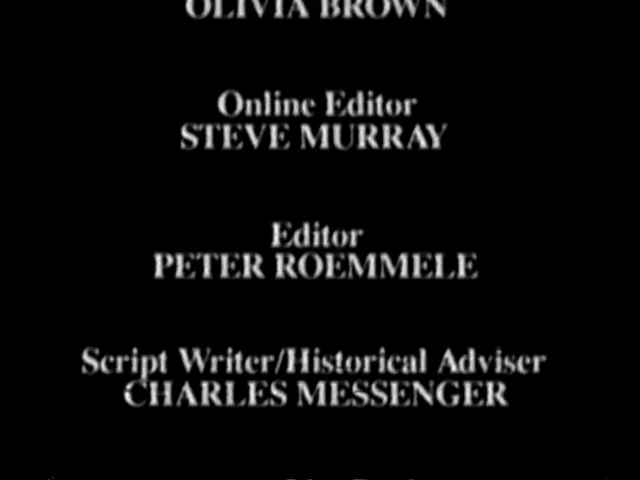 OLIVIA BROWN
Online Editor
STEVE MURRAY
Editor
PETER ROEMMELE
Script Writer/Historical Adviser
CHARLES MESSENGER